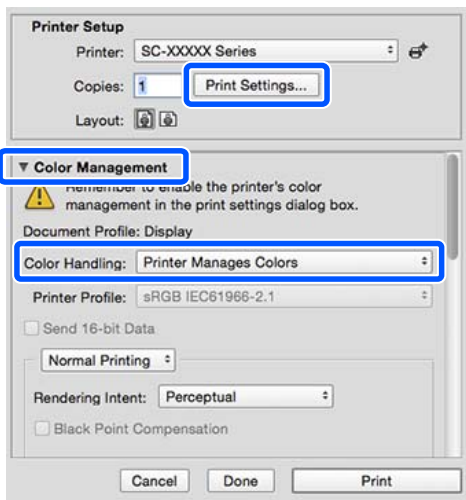 Printer Setup
Printer: SC-XXXXX Series
Copies: 1 Print Settings...
Layout:
Color Management
Remember to enable the printer's color
management in the print settings dialog box.
Document Profile: Display
Color Handling: Printer Manages Colors
Printer Profile: sRGB IEC61966-2.1
Send 16-bit Data
Normal Printing
Rendering Intent: Perceptual
Black Point Compensation
Cancel Done Print